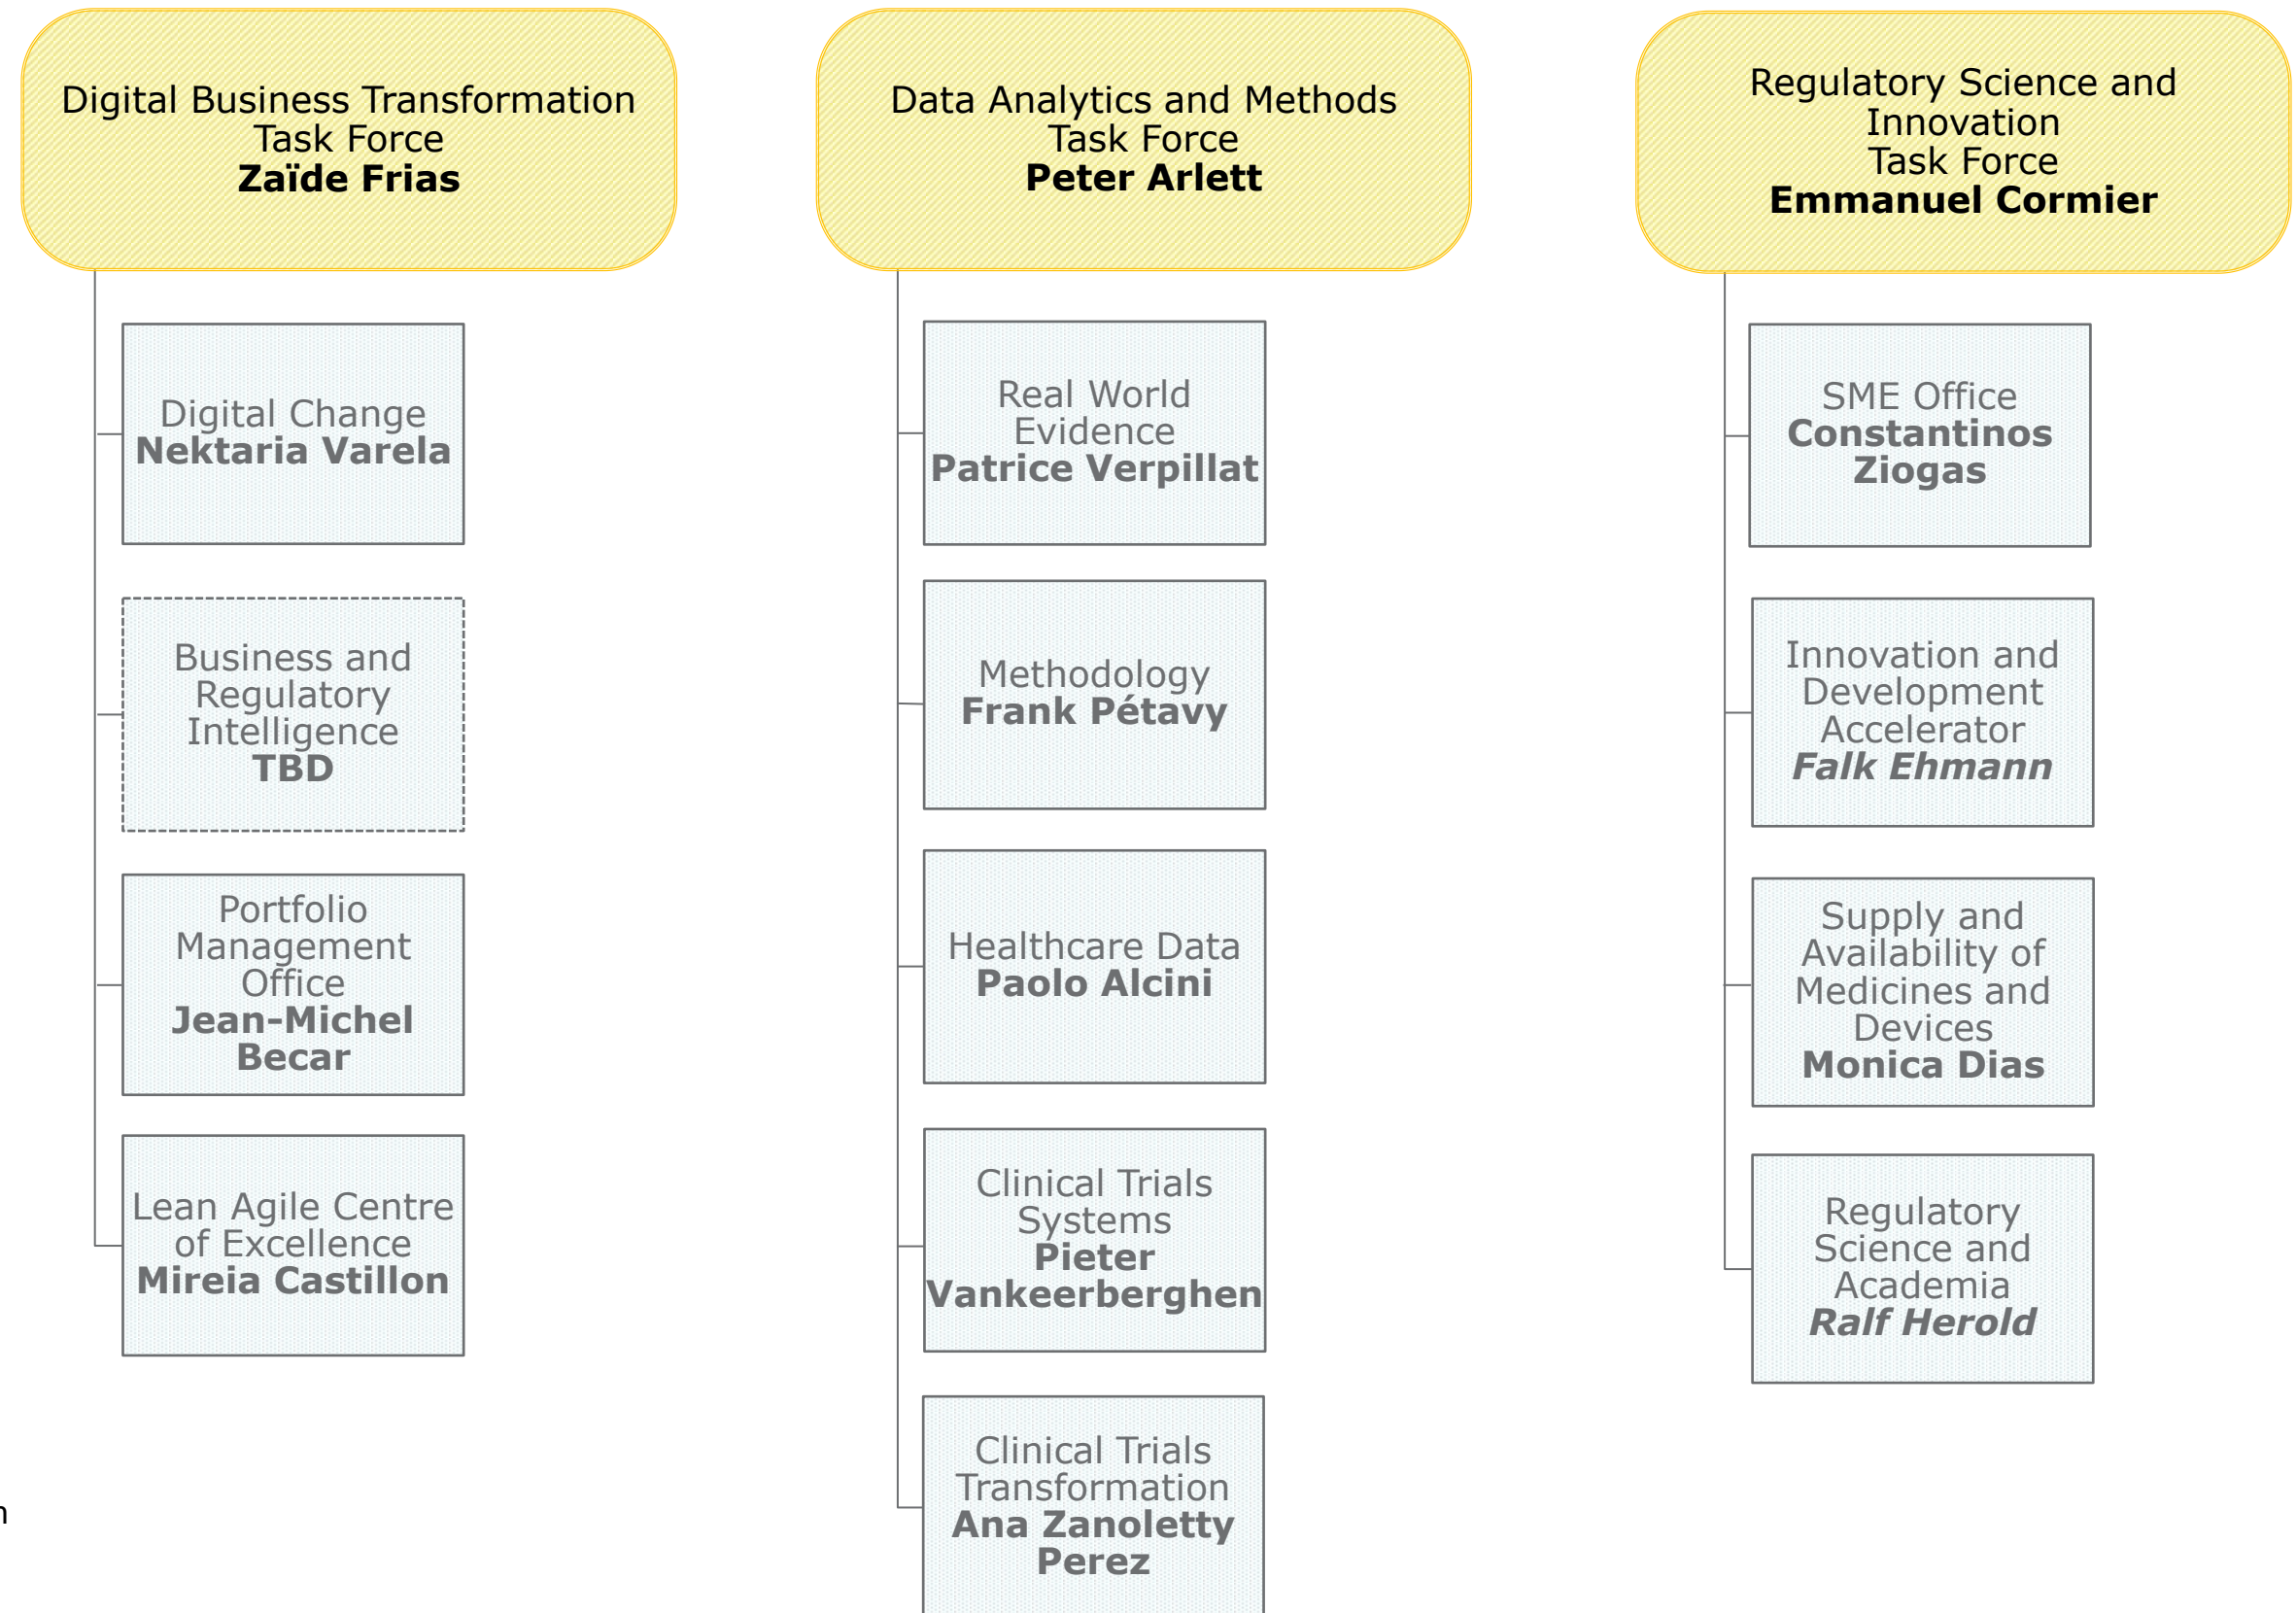 Digital Business Transformation
Task Force
Zaïde Frias
Digital Change
Nektaria Varela
Business and
Regulatory
Intelligence
TBD
Portfolio
Management
Office
Jean-Michel
Becar
Lean Agile Centre
of Excellence
Mireia Castillon
Data Analytics and Methods
Task Force
Peter Arlett
Real World
Evidence
Patrice Verpillat
Methodology
Frank Pétavy
Healthcare Data
Paolo Alcini
Clinical Trials
Systems
Pieter
Vankeerberghen
Clinical Trials
Transformation
Ana Zanoletty
Perez
Regulatory Science and
Innovation
Task Force
Emmanuel Cormier
SME Office
Constantinos
Ziogas
Innovation and
Development
Accelerator
Falk Ehmann
Supply and
Availability of
Medicines and
Devices
Monica Dias
Regulatory
Science and
Academia
Ralf Herold